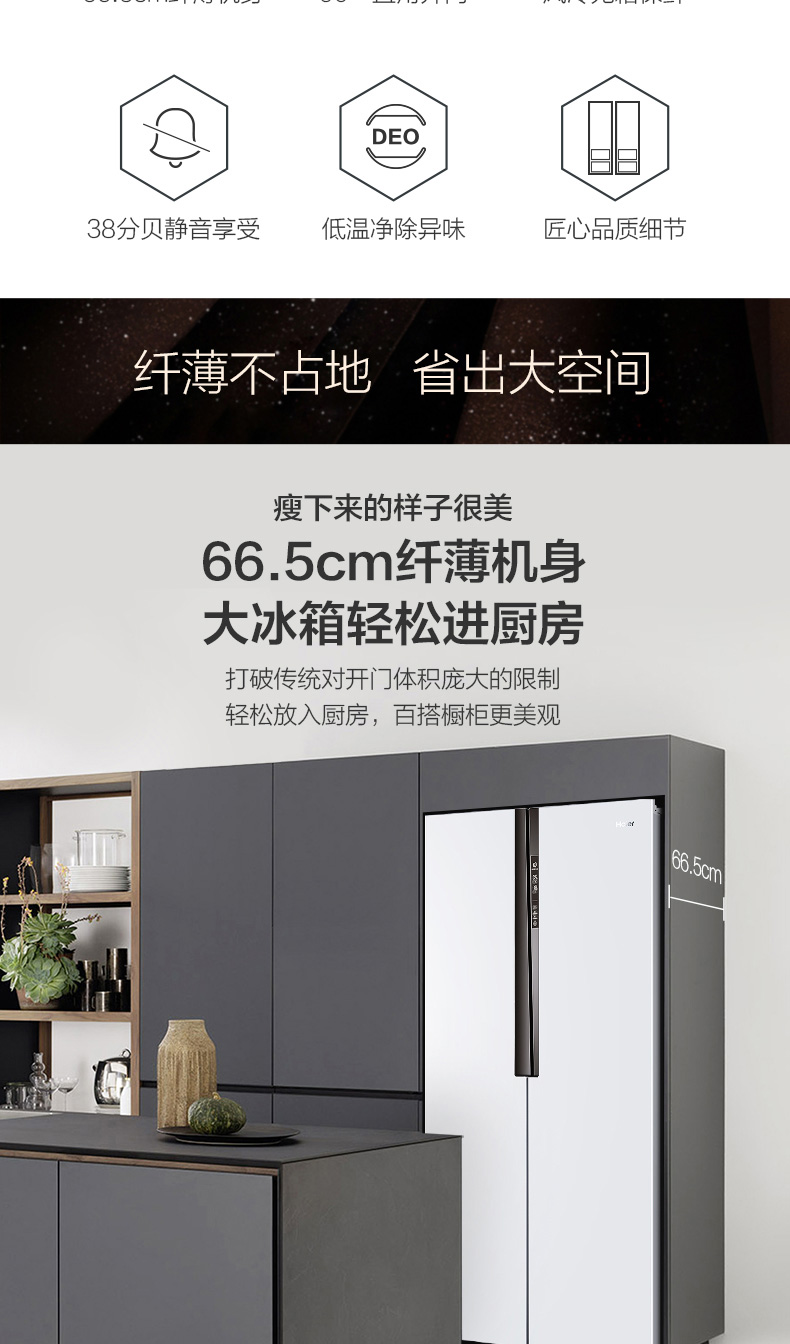 DEO
38分贝静音享受
低温净除异味
匠心品质细节
纤薄不占地 省出大空间
瘦下来的样子很美
66.5cm纤薄机身
大冰箱轻松进厨房
打破传统对开门体积庞大的限制
轻松放入厨房，百搭橱柜更美观
66.5cm